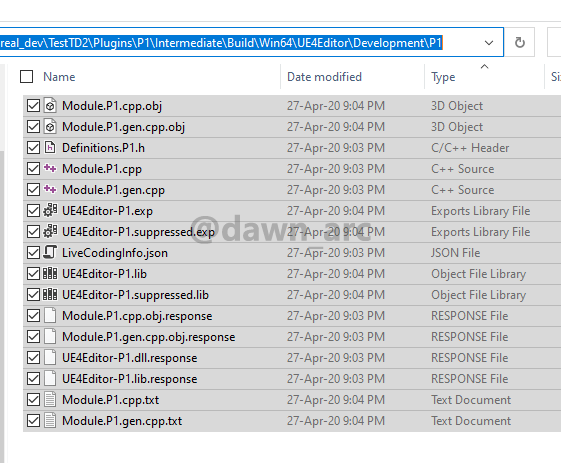 real_dev\TestTD2\Plugins\P1\Intermediate\Build\Win64\UE4Editor\Development\P1
Name Date modified Type Si
Module.P1.cpp.obj 27-Apr-20 9:04 PM 3D Object
Module.P1.gen.cpp.obj 27-Apr-20 9:04 PM 3D Object
Definitions.P1.h 27-Apr-20 9:03 PM C/C++ Header
Module.P1.cpp 27-Apr-20 9:03 PM C++ Source
Module.P1.gen.cpp 27-Apr-20 9:03 PM C++ Source
UE4Editor-P1.exp 27-Apr-20 9:04 PM Exports Library File
UE4Editor-P1.suppressed.exp 27-Apr-20 9:04 PM Exports Library File
@dawn_arc
LiveCodingInfo.json 27-Apr-20 9:03 PM JSON File
UE4Editor-P1.lib 27-Apr-20 9:04 PM Object File Library
UE4Editor-P1.suppressed.lib 27-Apr-20 9:04 PM Object File Library
Module.P1.cpp.obj.response 27-Apr-20 9:03 PM RESPONSE File
Module.P1.gen.cpp.obj.response 27-Apr-20 9:03 PM RESPONSE File
UE4Editor-P1.dll.response 27-Apr-20 9:03 PM RESPONSE File
UE4Editor-P1.lib.response 27-Apr-20 9:03 PM RESPONSE File
Module.P1.cpp.txt 27-Apr-20 9:04 PM Text Document
Module.P1.gen.cpp.txt 27-Apr-20 9:04 PM Text Document